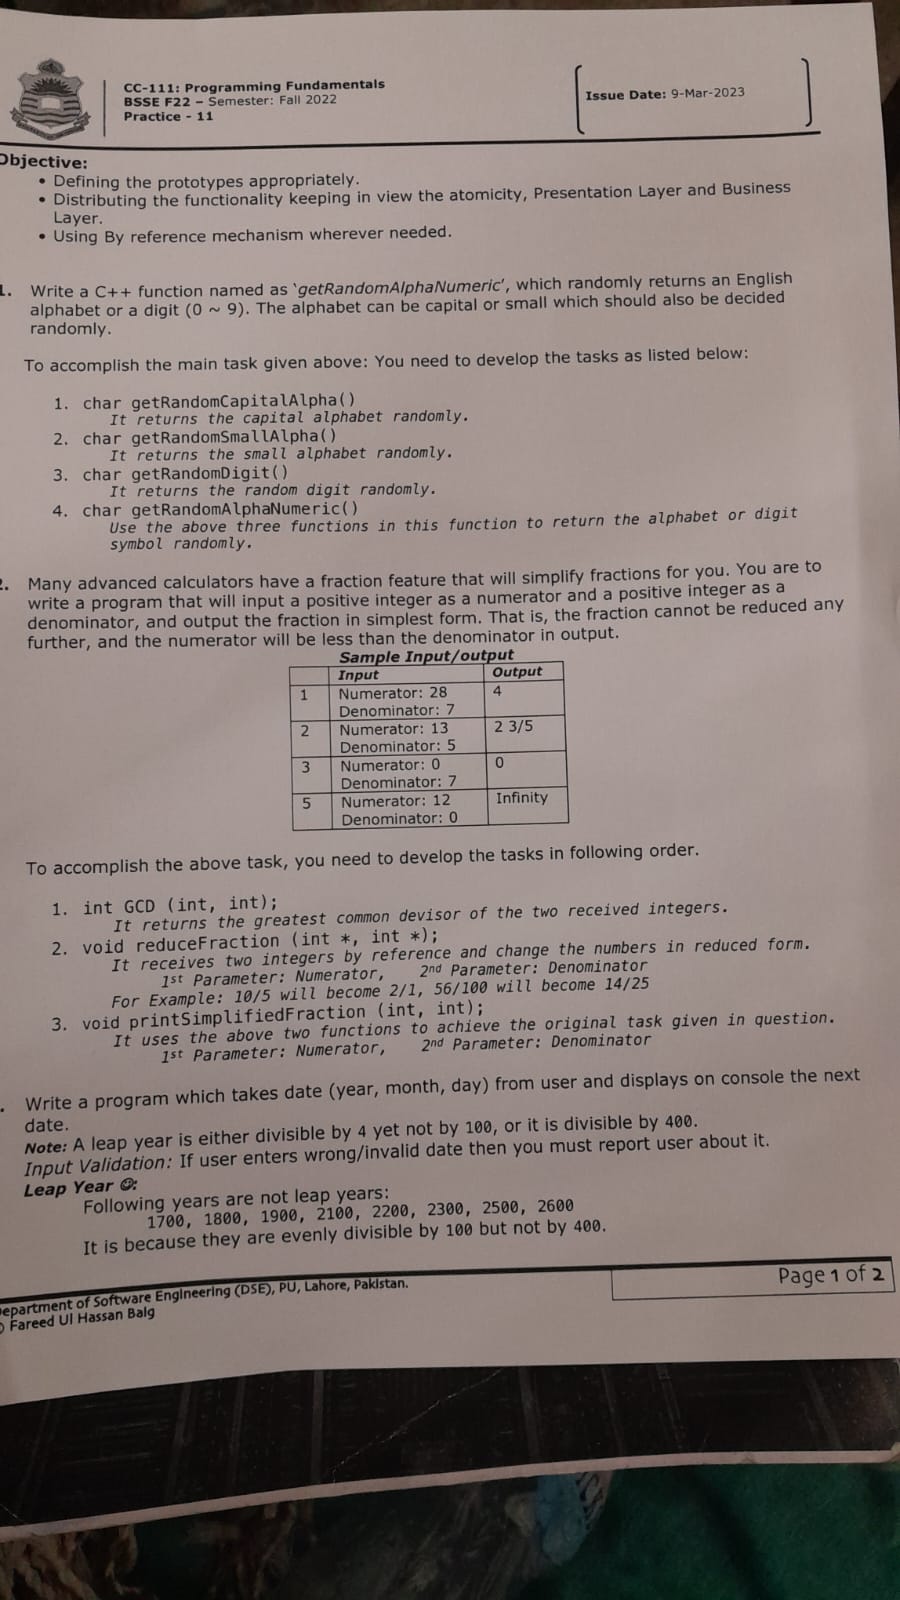 CC-111: Programming Fundamentals
BSSE F22 – Semester: Fall 2022
Practice - 11
Issue Date: 9-Mar-2023
Objective:
• Defining the prototypes appropriately.
• Distributing the functionality keeping in view the atomicity, Presentation Layer and Business
Layer.
• Using By reference mechanism wherever needed.
1. Write a C++ function named as 'getRandomAlphaNumeric', which randomly returns an English
alphabet or a digit (0 ~ 9). The alphabet can be capital or small which should also be decided
randomly.
To accomplish the main task given above: You need to develop the tasks as listed below:
1. char getRandomCapitalAlpha()
It returns the capital alphabet randomly.
2. char getRandomSmallAlpha()
It returns the small alphabet randomly.
3. char getRandomDigit()
It returns the random digit randomly.
4. char getRandomAlphaNumeric()
Use the above three functions in this function to return the alphabet or digit
symbol randomly.
2. Many advanced calculators have a fraction feature that will simplify fractions for you. You are to
write a program that will input a positive integer as a numerator and a positive integer as a
denominator, and output the fraction in simplest form. That is, the fraction cannot be reduced any
further, and the numerator will be less than the denominator in output.
Sample Input/output
Input Output
1 Numerator: 28 4
Denominator: 7
2 Numerator: 13 2 3/5
Denominator: 5
3 Numerator: 0 0
Denominator: 7
5 Numerator: 12 Infinity
Denominator: 0
To accomplish the above task, you need to develop the tasks in following order.
1. int GCD (int, int);
It returns the greatest common devisor of the two received integers.
2. void reduceFraction (int *, int *);
It receives two integers by reference and change the numbers in reduced form.
1st Parameter: Numerator, 2nd Parameter: Denominator
For Example: 10/5 will become 2/1, 56/100 will become 14/25
3. void printSimplifiedFraction (int, int);
It uses the above two functions to achieve the original task given in question.
1st Parameter: Numerator, 2nd Parameter: Denominator
. Write a program which takes date (year, month, day) from user and displays on console the next
date.
Note: A leap year is either divisible by 4 yet not by 100, or it is divisible by 400.
Input Validation: If user enters wrong/invalid date then you must report user about it.
Leap Year ☺:
Following years are not leap years:
1700, 1800, 1900, 2100, 2200, 2300, 2500, 2600
It is because they are evenly divisible by 100 but not by 400.
epartment of Software Engineering (DSE), PU, Lahore, Pakistan.
Fareed Ul Hassan Baig
Page 1 of 2